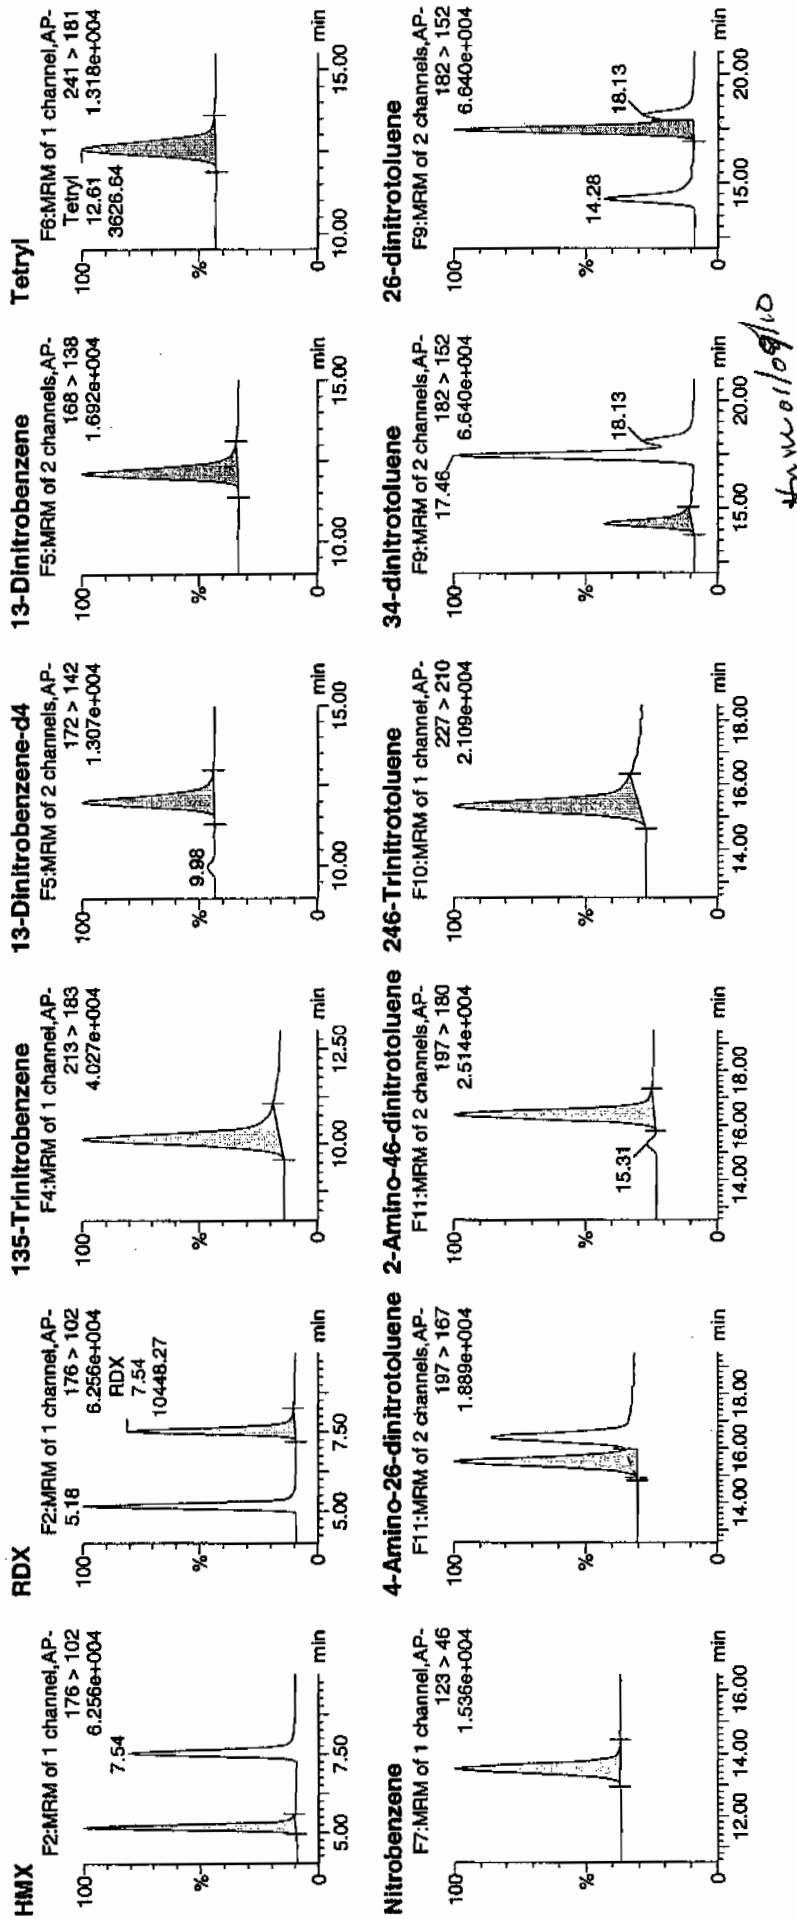 HMX
F2:MRM of 1 channel,AP-
176 > 102
6.256e+004
100
%
0
7.54
5.00
7.50
min
RDX
F2:MRM of 1 channel,AP-
176 > 102
6.256e+004
5.18
RDX
7.54
10448.27
100
%
0
5.00
7.50
min
135-Trinitrobenzene
F4:MRM of 1 channel,AP-
213 > 183
4.027e+004
100
%
0
10.00
12.50
min
13-Dinitrobenzene-d4
F5:MRM of 2 channels,AP-
172 > 142
1.307e+004
100
%
0
9.98
10.00
15.00
min
13-Dinitrobenzene
F5:MRM of 2 channels,AP-
168 > 138
1.692e+004
100
%
0
10.00
15.00
min
Tetryl
F6:MRM of 1 channel,AP-
241 > 181
1.318e+004
Tetryl
12.61
3626.64
100
%
0
10.00
15.00
min
Nitrobenzene
F7:MRM of 1 channel,AP-
123 > 46
1.536e+004
100
%
0
12.00
14.00
16.00
min
4-Amino-26-dinitrotoluene
F11:MRM of 2 channels,AP-
197 > 167
1.889e+004
100
%
0
14.00
16.00
18.00
min
2-Amino-46-dinitrotoluene
F11:MRM of 2 channels,AP-
197 > 180
2.514e+004
100
%
0
15.31
14.00
16.00
18.00
min
246-Trinitrotoluene
F10:MRM of 1 channel,AP-
227 > 210
2.109e+004
100
%
0
14.00
16.00
18.00
min
34-dinitrotoluene
F9:MRM of 2 channels,AP-
182 > 152
6.640e+004
17.46
18.13
100
%
0
15.00
20.00
min
26-dinitrotoluene
F9:MRM of 2 channels,AP-
182 > 152
6.640e+004
14.28
18.13
100
%
0
15.00
20.00
min